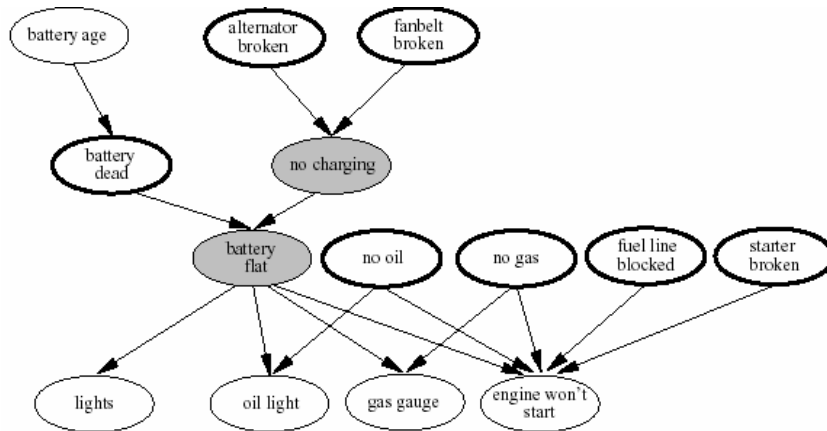 battery age
alternator
broken
fanbelt
broken
battery
dead
no charging
battery
flat
no oil
no gas
fuel line
blocked
starter
broken
lights
oil light
gas gauge
engine won't
start